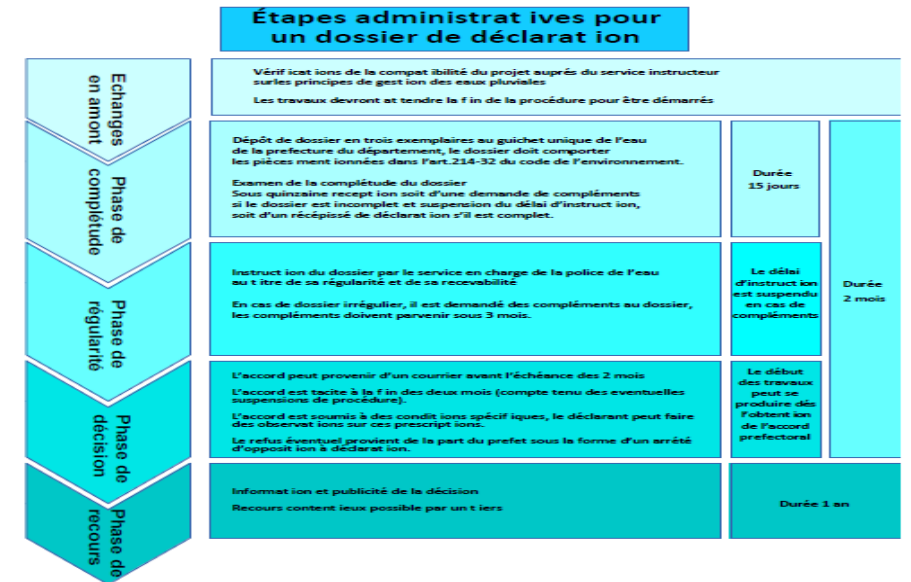 Étapes administrat ives pour
un dossier de déclarat ion
Echanges
en amont
Vérif icat ions de la compat ibilité du projet auprés du service instructeur
surles principes de gest ion des eaux pluviales
Les travaux devront at tendre la f in de la procédure pour être démarrés
Phase de
complétude
Dépôt de dossier en trois exemplaires au guichet unique de l'eau
de la prefecture du département, le dossier doit comporter
les pièces ment ionnées dans l'art.214-32 du code de l'environnement.
Examen de la complétude du dossier
Sous quinzaine recept ion soit d'une demande de compléments
si le dossier est incomplet et suspension du délai d'instruct ion,
soit d'un récépissé de déclarat ion s'il est complet.
Durée
15 jours
Durée
2 mois
Phase de
régularité
Instruct ion du dossier par le service en charge de la police de l'eau
au t itre de sa régularité et de sa recevabilité
En cas de dossier irrégulier, il est demandé des compléments au dossier,
les compléments doivent parvenir sous 3 mois.
Le délai
d'instruct ion
est suspendu
en cas de
compléments
Phase de
décision
L'accord peut provenir d'un courrier avant l'échéance des 2 mois
L'accord est tacite à la f in des deux mois (compte tenu des eventuelles
suspensions de procédure).
L'accord est soumis à des condit ions spécif iques, le déclarant peut faire
des observat ions sur ces prescript ions.
Le refus éventuel provient de la part du prefet sous la forme d'un arrété
d'opposit ion à déclarat ion.
Le début
des travaux
peut se
produire dés
l'obtent ion
de l'accord
prefectoral
Phase de
recours
Informat ion et publicité de la décision
Recours content ieux possible par un t iers
Durée 1 an